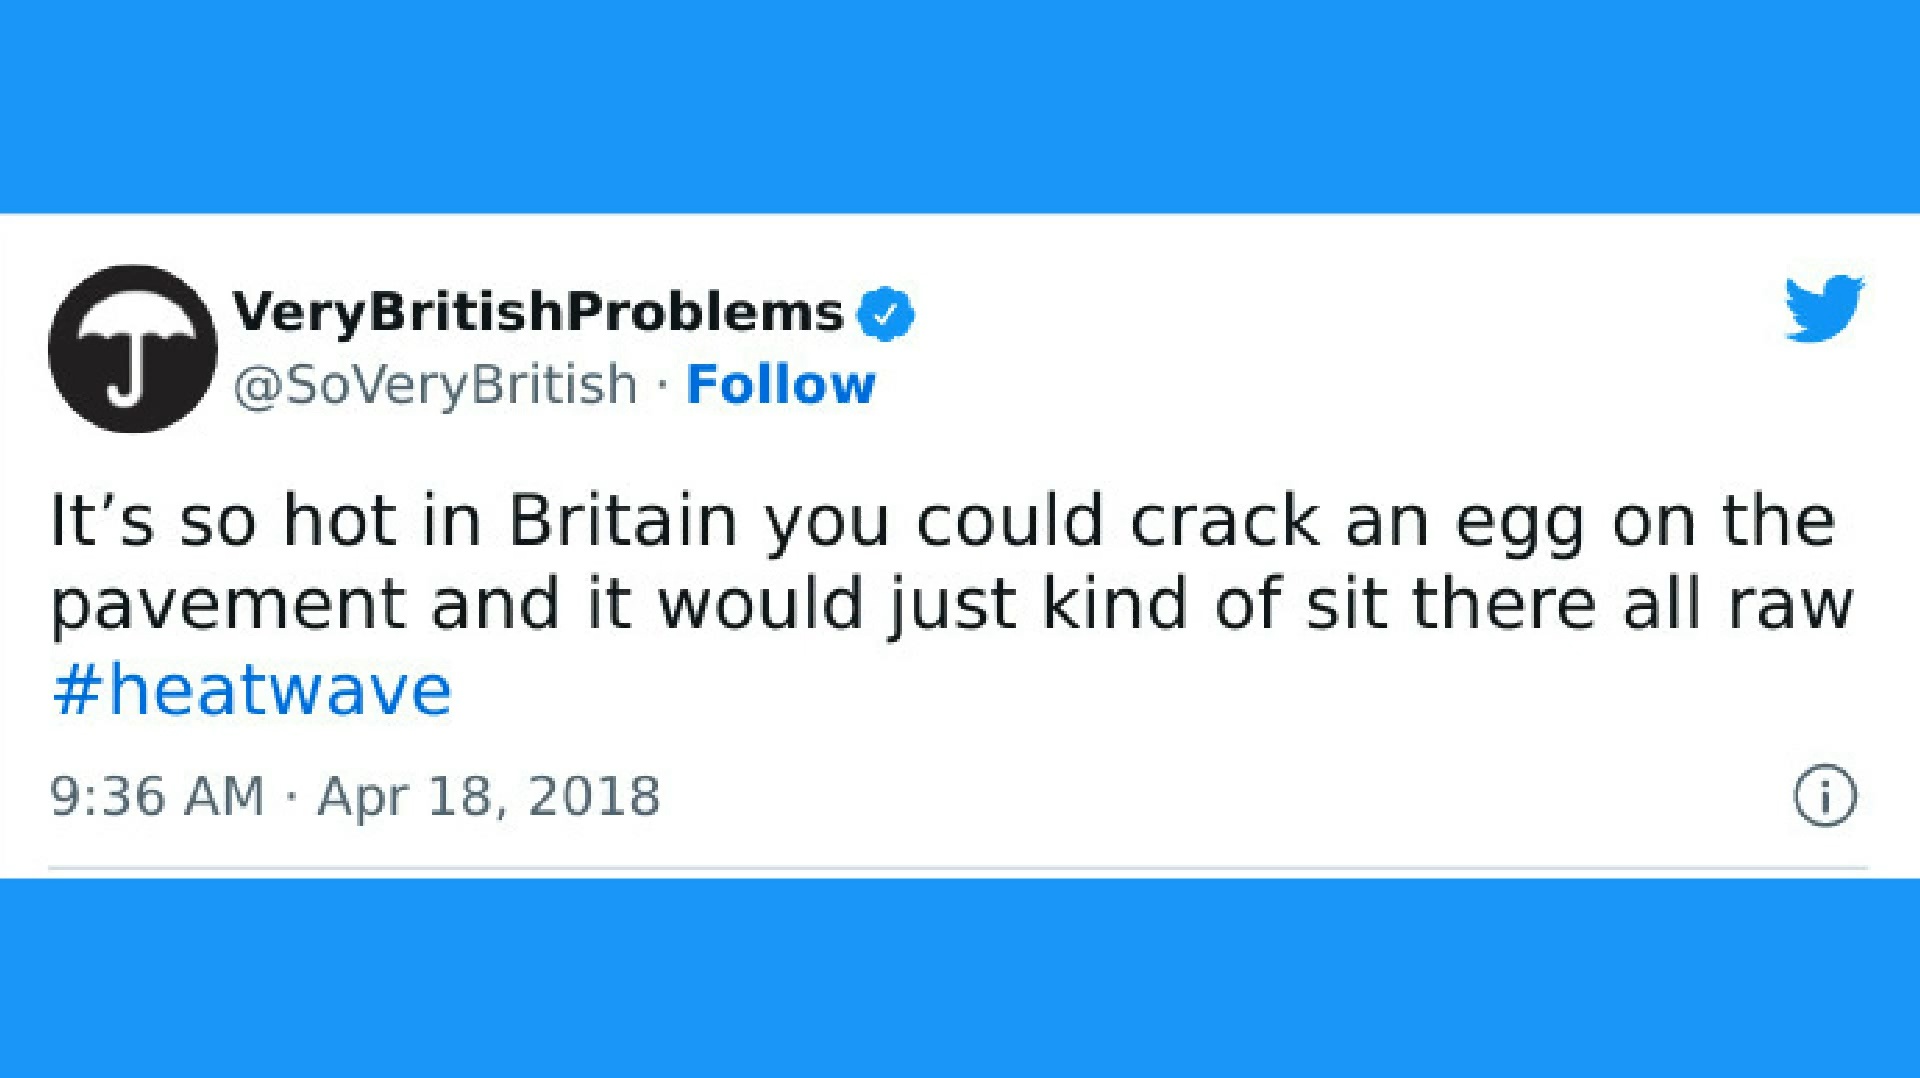 VeryBritishProblems
@SoVeryBritish · Follow
It’s so hot in Britain you could crack an egg on the
pavement and it would just kind of sit there all raw
#heatwave
9:36 AM · Apr 18, 2018